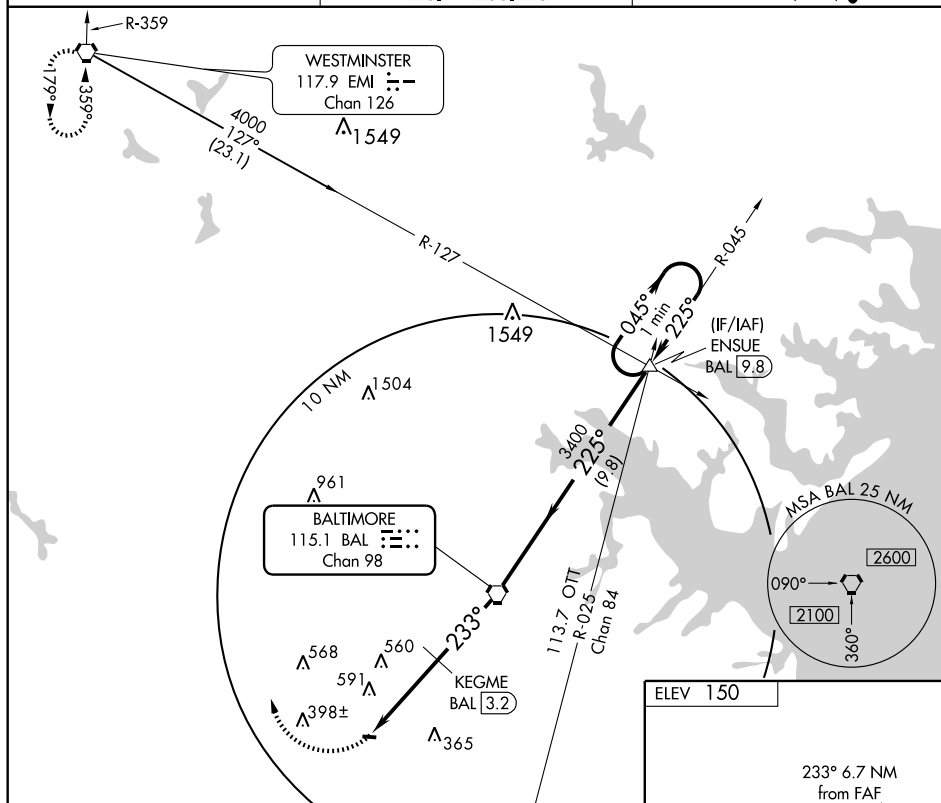 R-359
WESTMINSTER
117.9 EMI
Chan 126
179°
359°
4000
127°
(23.1)
1549
R-127
R-045
1549
045°
1 min
225°
(IF/IAF)
ENSUE
BAL 9.8
10 NM
1504
3400
225°
(9.8)
961
BALTIMORE
115.1 BAL
Chan 98
MSA BAL 25 NM
2600
090°
2100
360°
113.7 OTT
R-025
Chan 84
233°
568
560
591
KEGME
BAL 3.2
398±
365
ELEV 150
233° 6.7 NM
from FAF